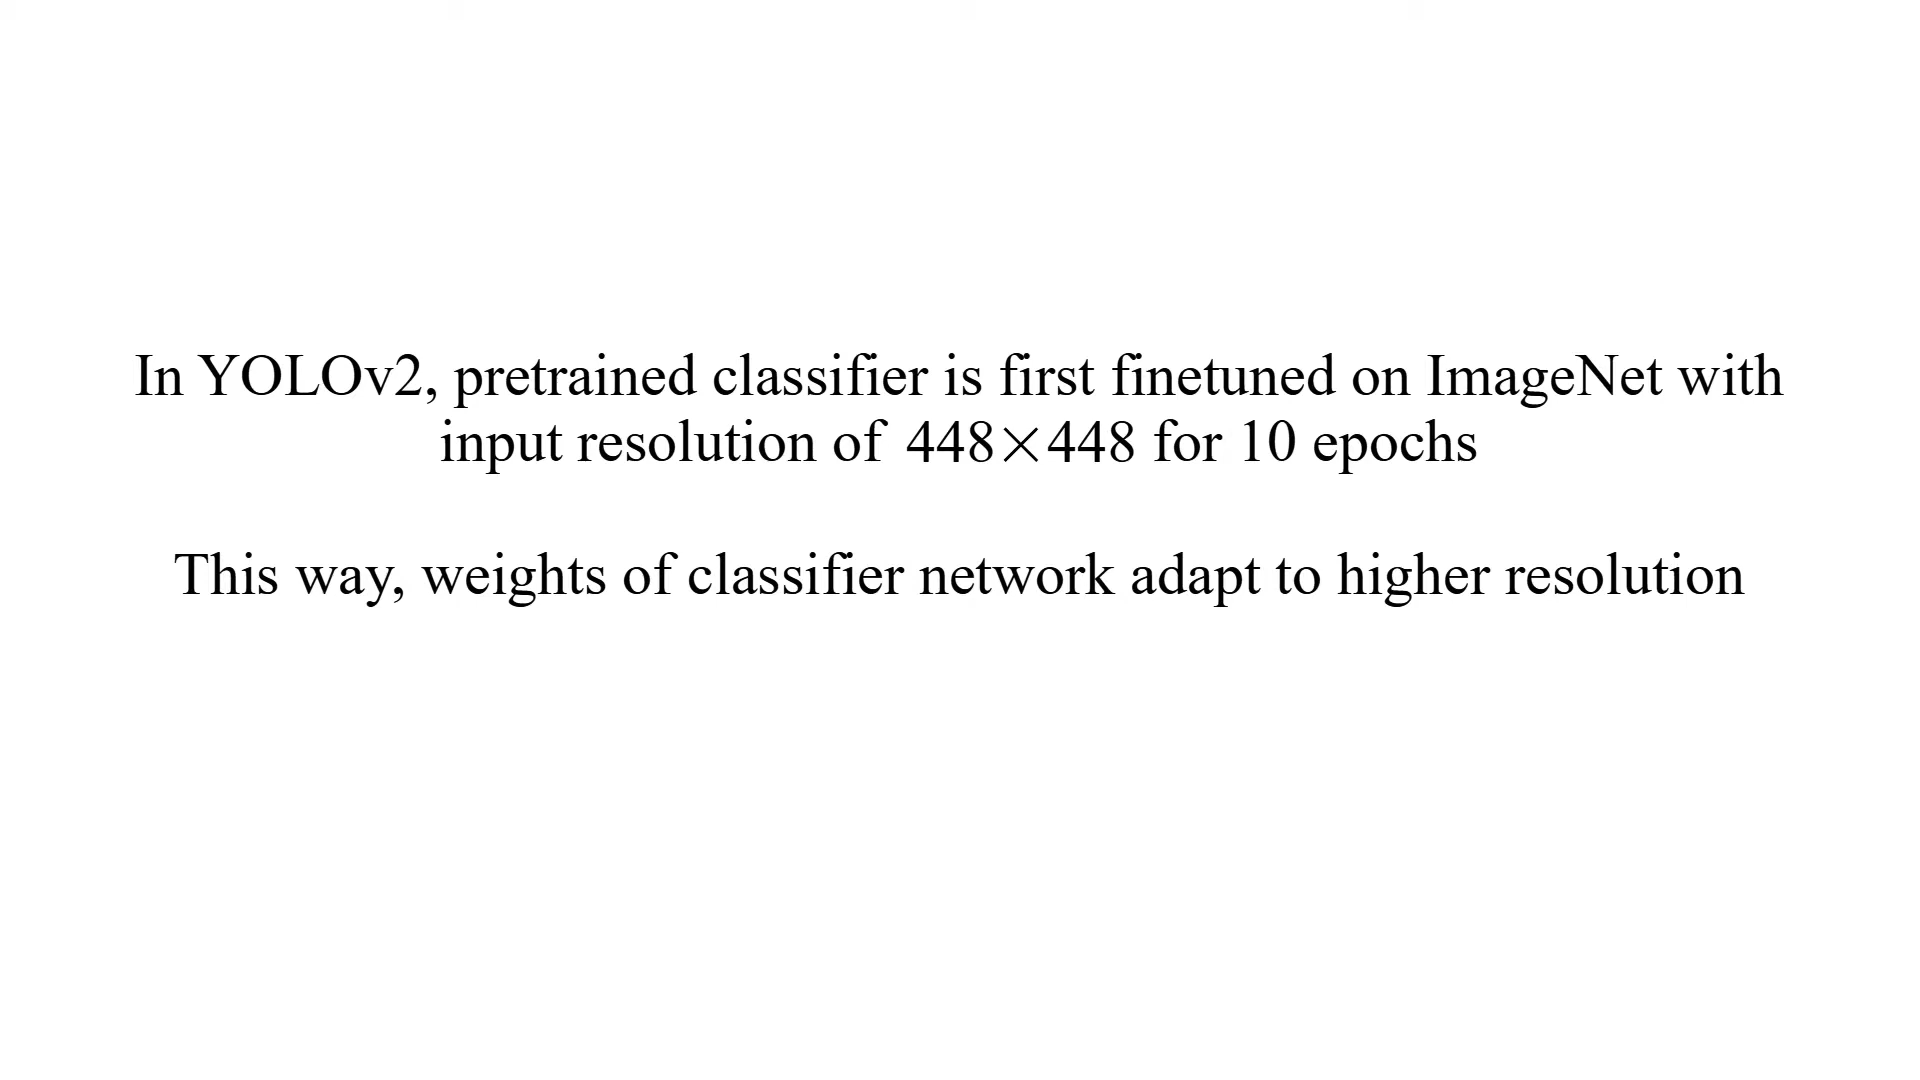 In YOLOv2, pretrained classifier is first finetuned on ImageNet with
input resolution of 448×448 for 10 epochs
This way, weights of classifier network adapt to higher resolution